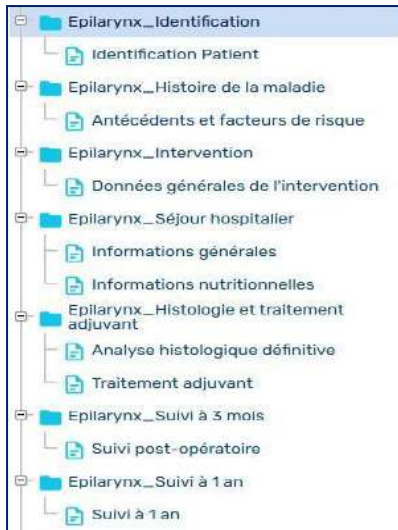 Epilarynx_Identification
Identification Patient
Epilarynx_Histoire de la maladie
Antécédents et facteurs de risque
Epilarynx_Intervention
Données générales de l'intervention
Epilarynx_Séjour hospitalier
Informations générales
Informations nutritionnelles
Epilarynx_Histologie et traitement
adjuvant
Analyse histologique définitive
Traitement adjuvant
Epilarynx_Suivi à 3 mois
Suivi post-opératoire
Epilarynx_Suivi à 1 an
Suivi à 1 an